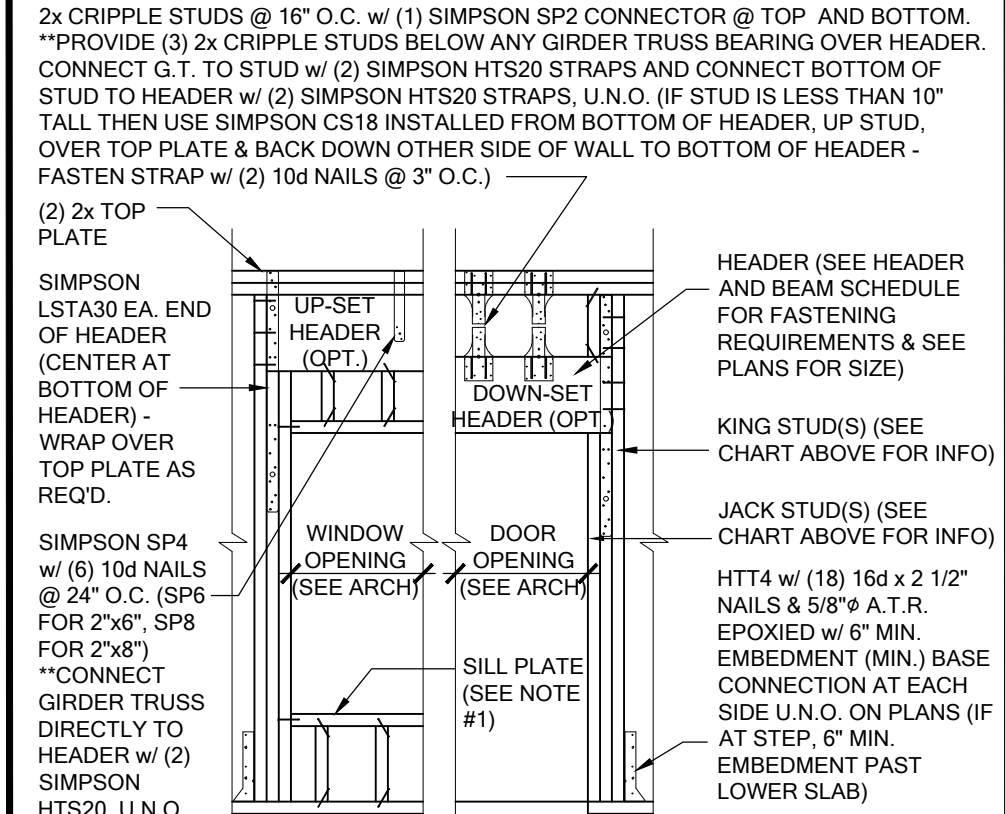 2x CRIPPLE STUDS @ 16" O.C. w/ (1) SIMPSON SP2 CONNECTOR @ TOP AND BOTTOM.
**PROVIDE (3) 2x CRIPPLE STUDS BELOW ANY GIRDER TRUSS BEARING OVER HEADER.
CONNECT G.T. TO STUD w/ (2) SIMPSON HTS20 STRAPS AND CONNECT BOTTOM OF
STUD TO HEADER w/ (2) SIMPSON HTS20 STRAPS, U.N.O. (IF STUD IS LESS THAN 10"
TALL THEN USE SIMPSON CS18 INSTALLED FROM BOTTOM OF HEADER, UP STUD,
OVER TOP PLATE & BACK DOWN OTHER SIDE OF WALL TO BOTTOM OF HEADER -
FASTEN STRAP w/ (2) 10d NAILS @ 3" O.C.)
(2) 2x TOP
PLATE
SIMPSON
LSTA30 EA. END
OF HEADER
(CENTER AT
BOTTOM OF
HEADER) -
WRAP OVER
TOP PLATE AS
REQ'D.
SIMPSON SP4
w/ (6) 10d NAILS
@ 24" O.C. (SP6
FOR 2"x6", SP8
FOR 2"x8")
**CONNECT
GIRDER TRUSS
DIRECTLY TO
HEADER w/ (2)
SIMPSON
HTS20, U.N.O.
UP-SET
HEADER
(OPT.)
DOWN-SET
HEADER (OPT.)
WINDOW
OPENING
(SEE ARCH)
DOOR
OPENING
(SEE ARCH)
SILL PLATE
(SEE NOTE
#1)
HEADER (SEE HEADER
AND BEAM SCHEDULE
FOR FASTENING
REQUIREMENTS & SEE
PLANS FOR SIZE)
KING STUD(S) (SEE
CHART ABOVE FOR INFO)
JACK STUD(S) (SEE
CHART ABOVE FOR INFO)
HTT4 w/ (18) 16d x 2 1/2"
NAILS & 5/8"ϕ A.T.R.
EPOXIED w/ 6" MIN.
EMBEDMENT (MIN.) BASE
CONNECTION AT EACH
SIDE U.N.O. ON PLANS (IF
AT STEP, 6" MIN.
EMBEDMENT PAST
LOWER SLAB)